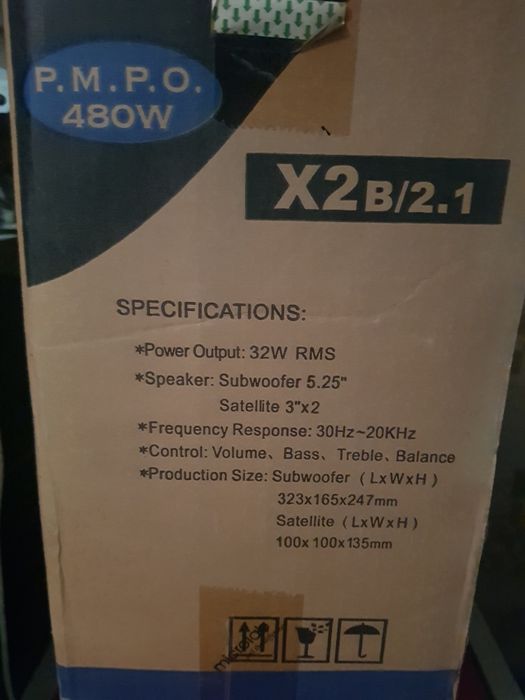 P.M.P.O.
480W
X2B/2.1
SPECIFICATIONS:
*Power Output: 32W RMS
*Speaker: Subwoofer 5.25"
Satellite 3"x2
*Frequency Response: 30Hz~20KHz
*Control: Volume、Bass、Treble、Balance
*Production Size: Subwoofer (LxWxH)
323x165x247mm
Satellite (LxWxH)
100x100x135mm